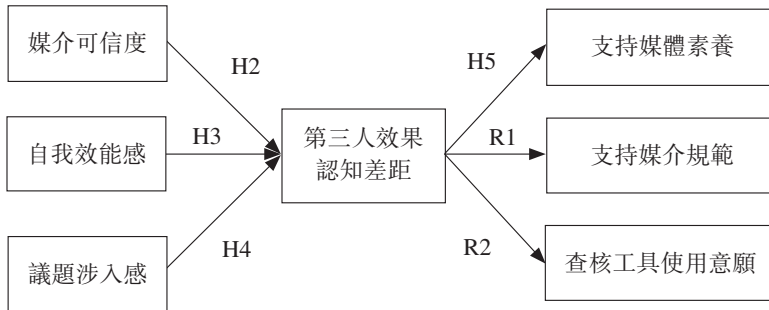 媒介可信度
H2
自我效能感
H3
議題涉入感
H4
第三人效果
認知差距
H5
支持媒體素養
R1
支持媒介規範
R2
查核工具使用意願